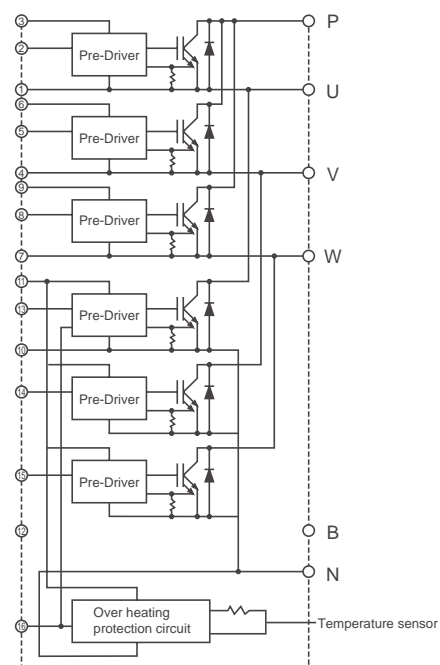 3
P
2
Pre-Driver
1
U
6
5
Pre-Driver
4
V
9
8
Pre-Driver
7
W
11
13
Pre-Driver
10
14
Pre-Driver
15
Pre-Driver
12
B
N
16
Over heating
protection circuit
Temperature sensor